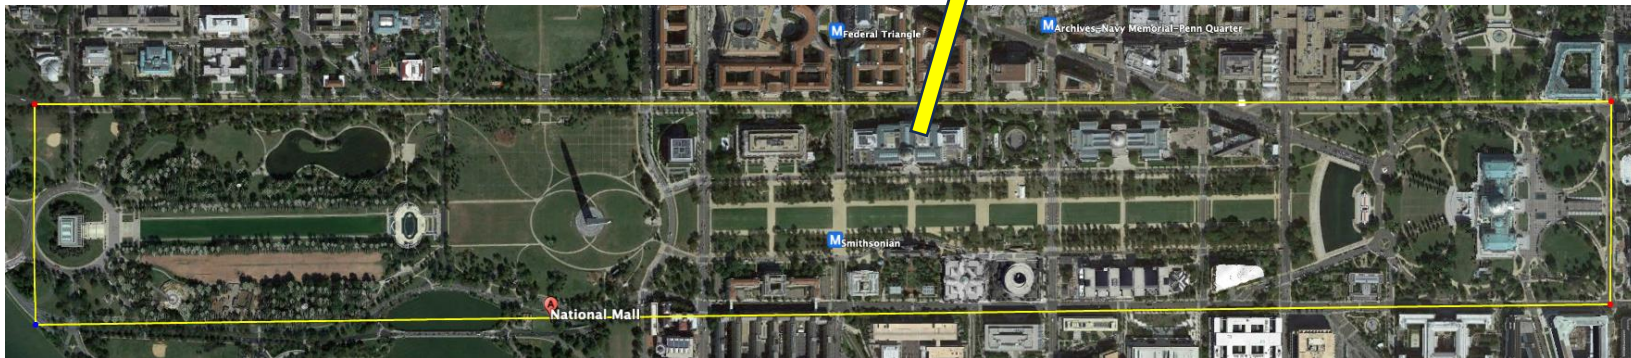 M Archives-Navy Memorial-Penn Quarter
M Federal Triangle
M Smithsonian
A
National Mall